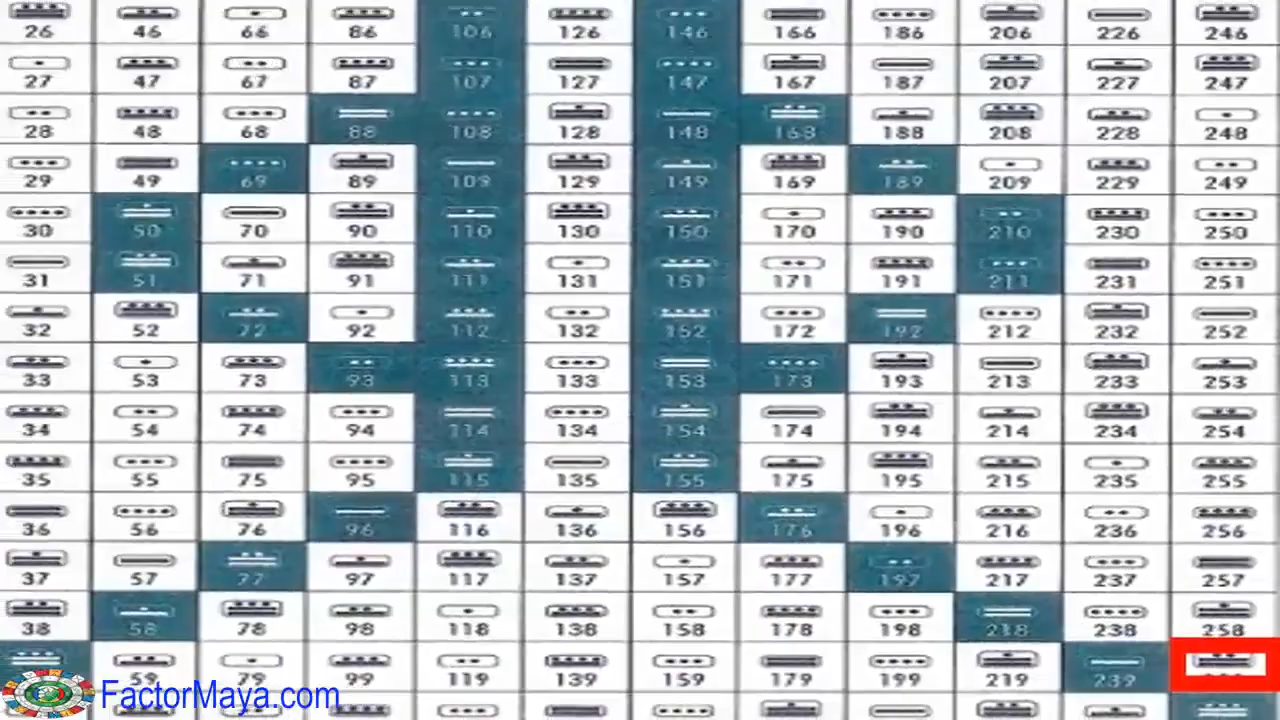 26 46 66 86 106 126 146 166 186 206 226 246
27 47 67 87 107 127 147 167 187 207 227 247
28 48 68 88 108 128 148 168 188 208 228 248
29 49 69 89 109 129 149 169 189 209 229 249
30 50 70 90 110 130 150 170 190 210 230 250
31 51 71 91 111 131 151 171 191 211 231 251
32 52 72 92 112 132 152 172 192 212 232 252
33 53 73 93 113 133 153 173 193 213 233 253
34 54 74 94 114 134 154 174 194 214 234 254
35 55 75 95 115 135 155 175 195 215 235 255
36 56 76 96 116 136 156 176 196 216 236 256
37 57 77 97 117 137 157 177 197 217 237 257
38 58 78 98 118 138 158 178 198 218 238 258
59 79 99 119 139 159 179 199 219 239
FactorMaya.com